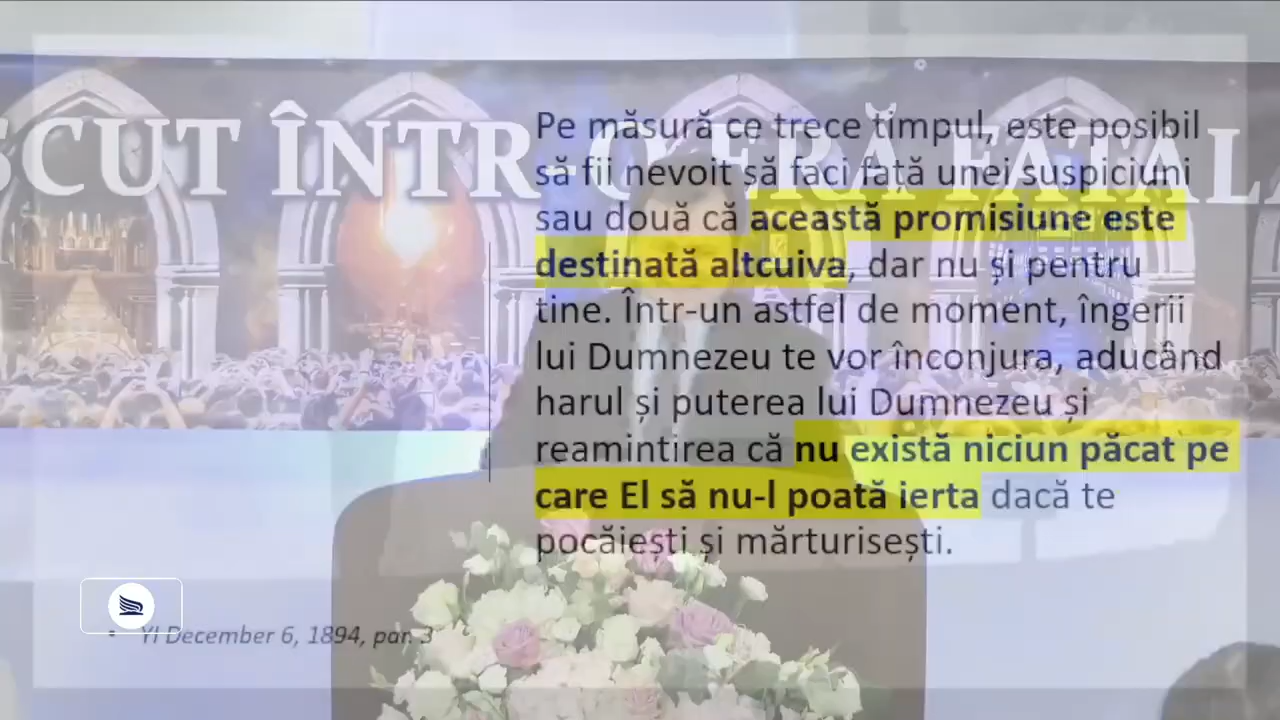 SCUT ÎNTR-O ERĂ FATAL
Pe măsură ce trece timpul, este posibil
să fii nevoit să faci față unei suspiciuni
sau două că această promisiune este
destinată altcuiva, dar nu și pentru
tine. Într-un astfel de moment, îngerii
lui Dumnezeu te vor înconjura, aducând
harul și puterea lui Dumnezeu și
reamintirea că nu există niciun păcat pe
care El să nu-l poată ierta dacă te
pocăiești și mărturisești.
• YI December 6, 1894, par. 3